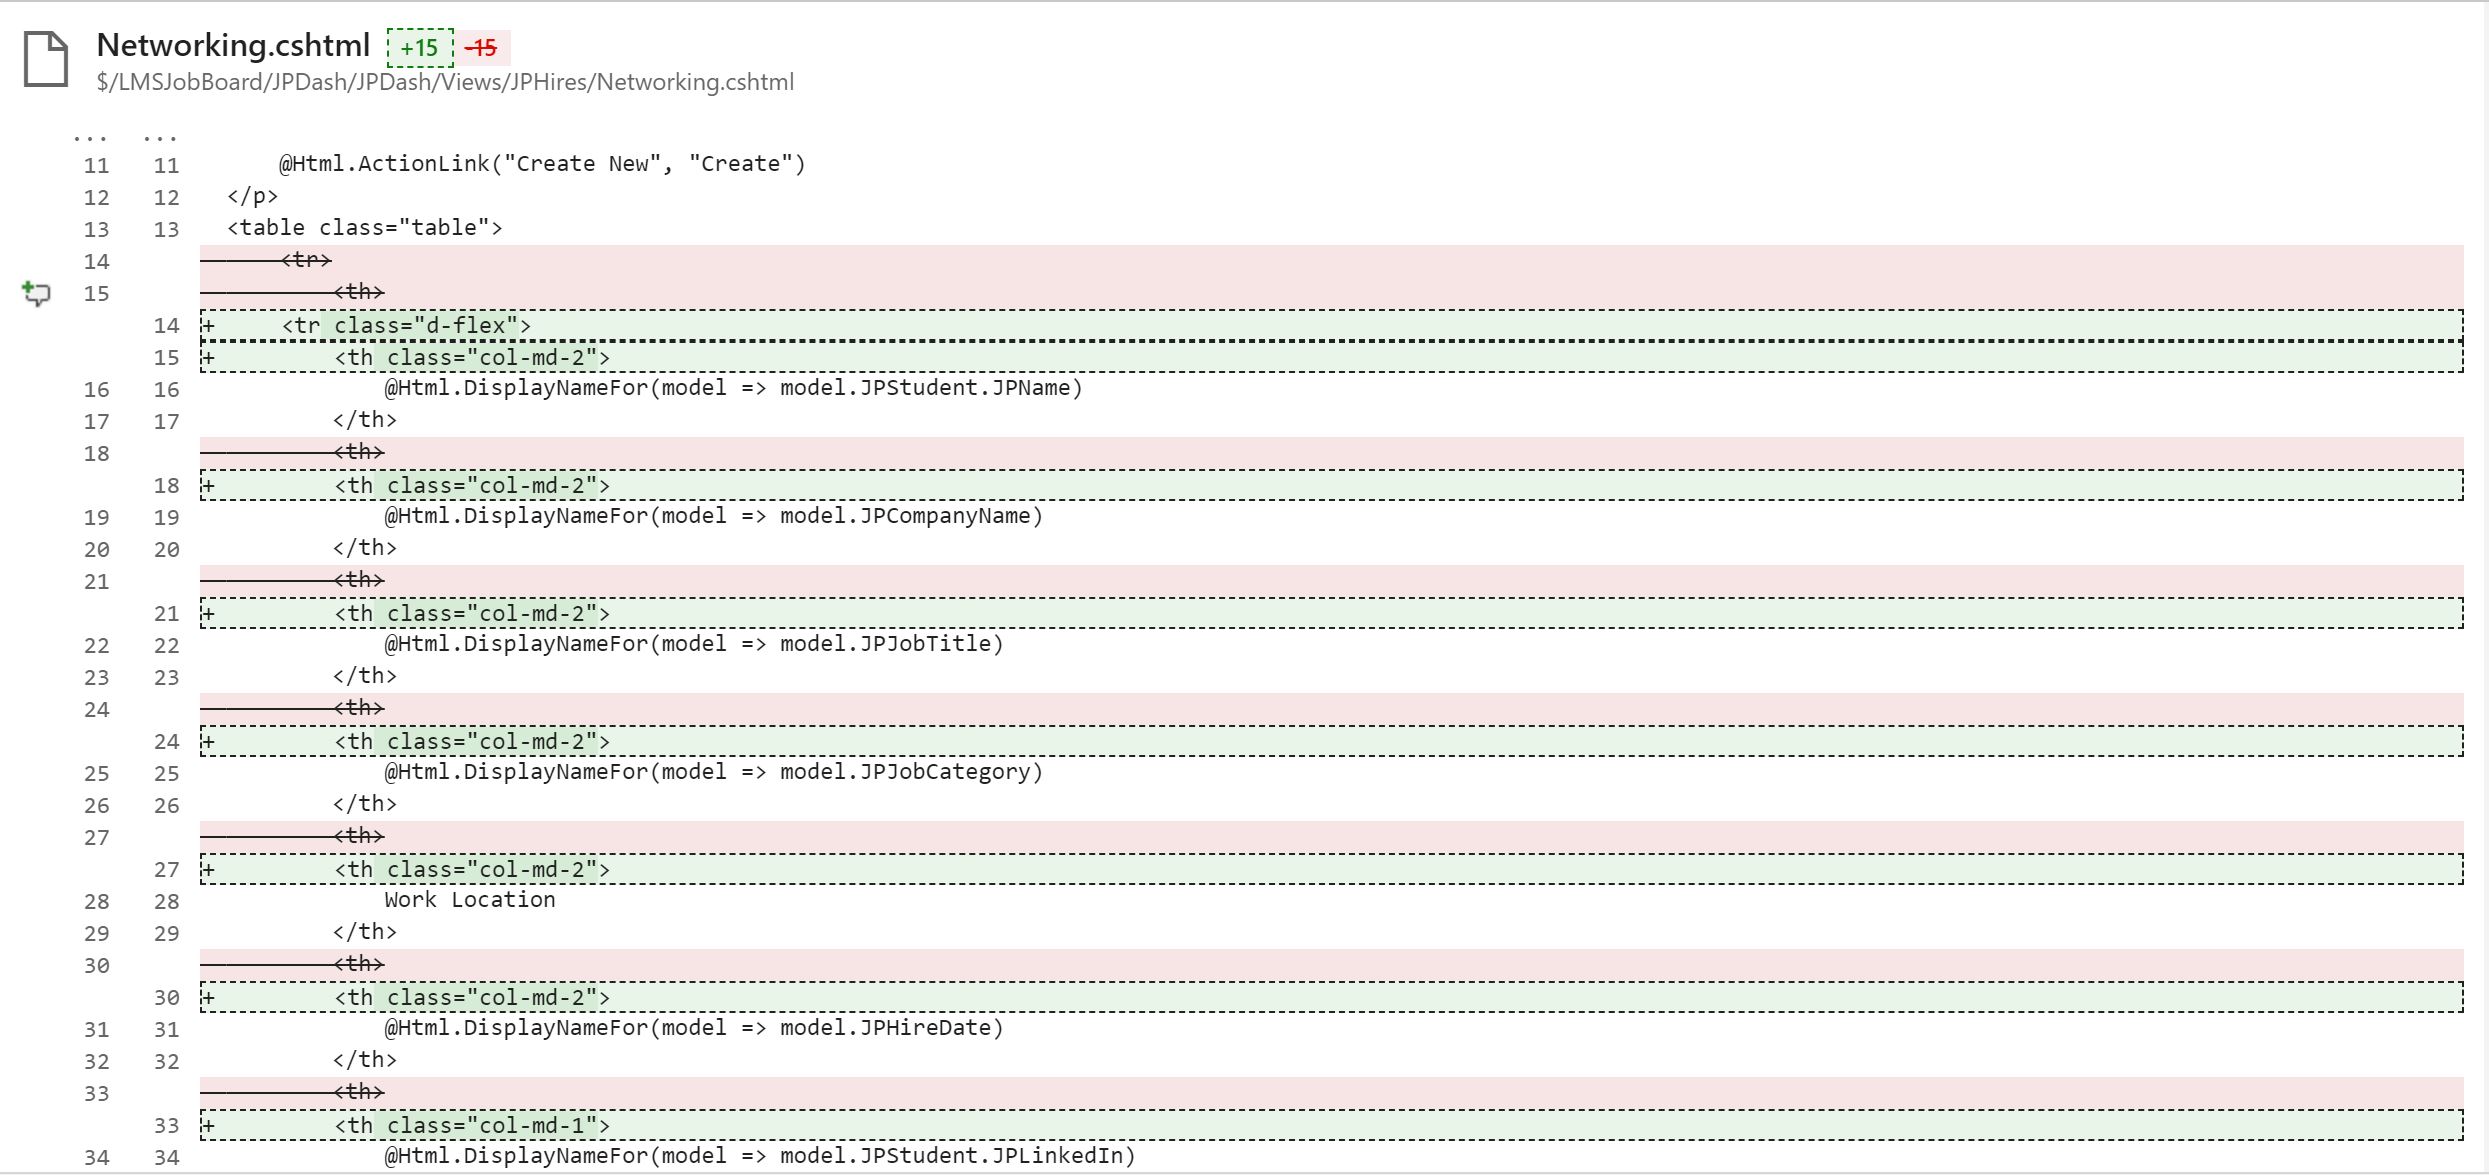 Networking.cshtml +15 -15
$/LMSJobBoard/JPDash/JPDash/Views/JPHires/Networking.cshtml
... ...
11 11 @Html.ActionLink("Create New", "Create")
12 12 </p>
13 13 <table class="table">
14 <tr>
15 <th>
14 + <tr class="d-flex">
15 + <th class="col-md-2">
16 16 @Html.DisplayNameFor(model => model.JPStudent.JPName)
17 17 </th>
18 <th>
18 + <th class="col-md-2">
19 19 @Html.DisplayNameFor(model => model.JPCompanyName)
20 20 </th>
21 <th>
21 + <th class="col-md-2">
22 22 @Html.DisplayNameFor(model => model.JPJobTitle)
23 23 </th>
24 <th>
24 + <th class="col-md-2">
25 25 @Html.DisplayNameFor(model => model.JPJobCategory)
26 26 </th>
27 <th>
27 + <th class="col-md-2">
28 28 Work Location
29 29 </th>
30 <th>
30 + <th class="col-md-2">
31 31 @Html.DisplayNameFor(model => model.JPHireDate)
32 32 </th>
33 <th>
33 + <th class="col-md-1">
34 34 @Html.DisplayNameFor(model => model.JPStudent.JPLinkedIn)